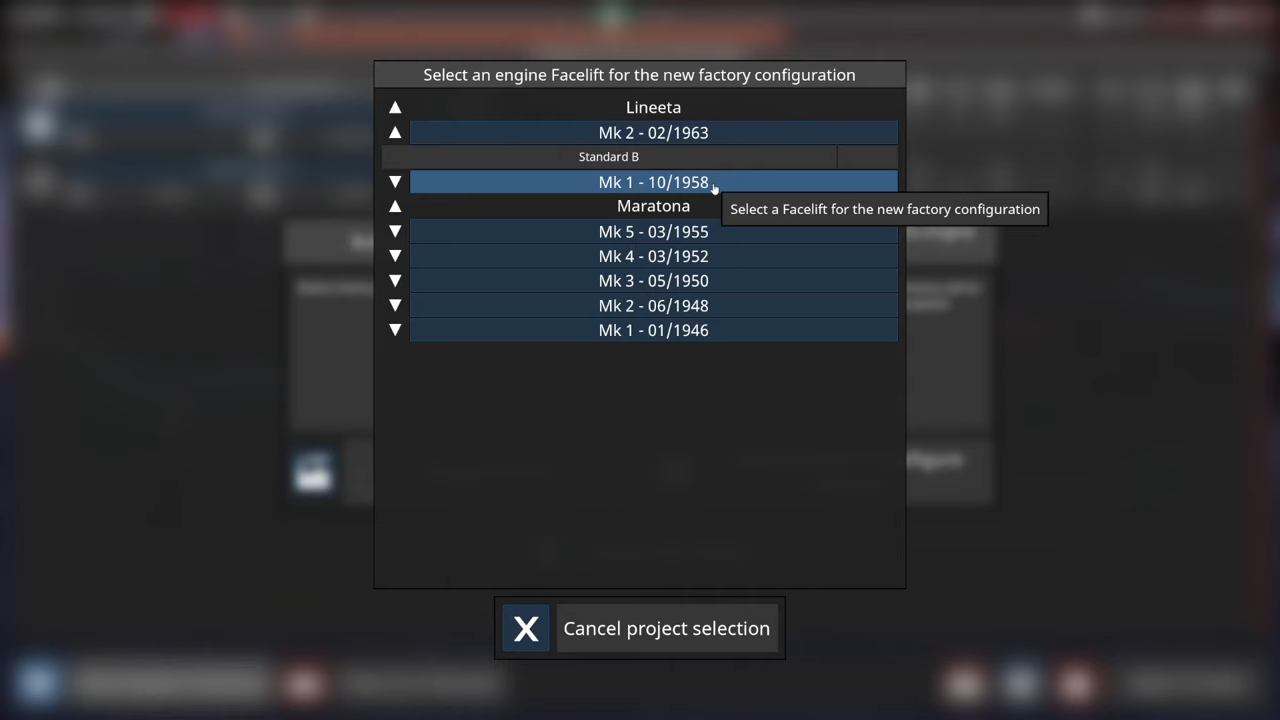 Select an engine Facelift for the new factory configuration
▲ Lineeta
▲ Mk 2 - 02/1963
Standard B
▼ Mk 1 - 10/1958
Select a Facelift for the new factory configuration
▲ Maratona
▼ Mk 5 - 03/1955
▼ Mk 4 - 03/1952
▼ Mk 3 - 05/1950
▼ Mk 2 - 06/1948
▼ Mk 1 - 01/1946
X Cancel project selection